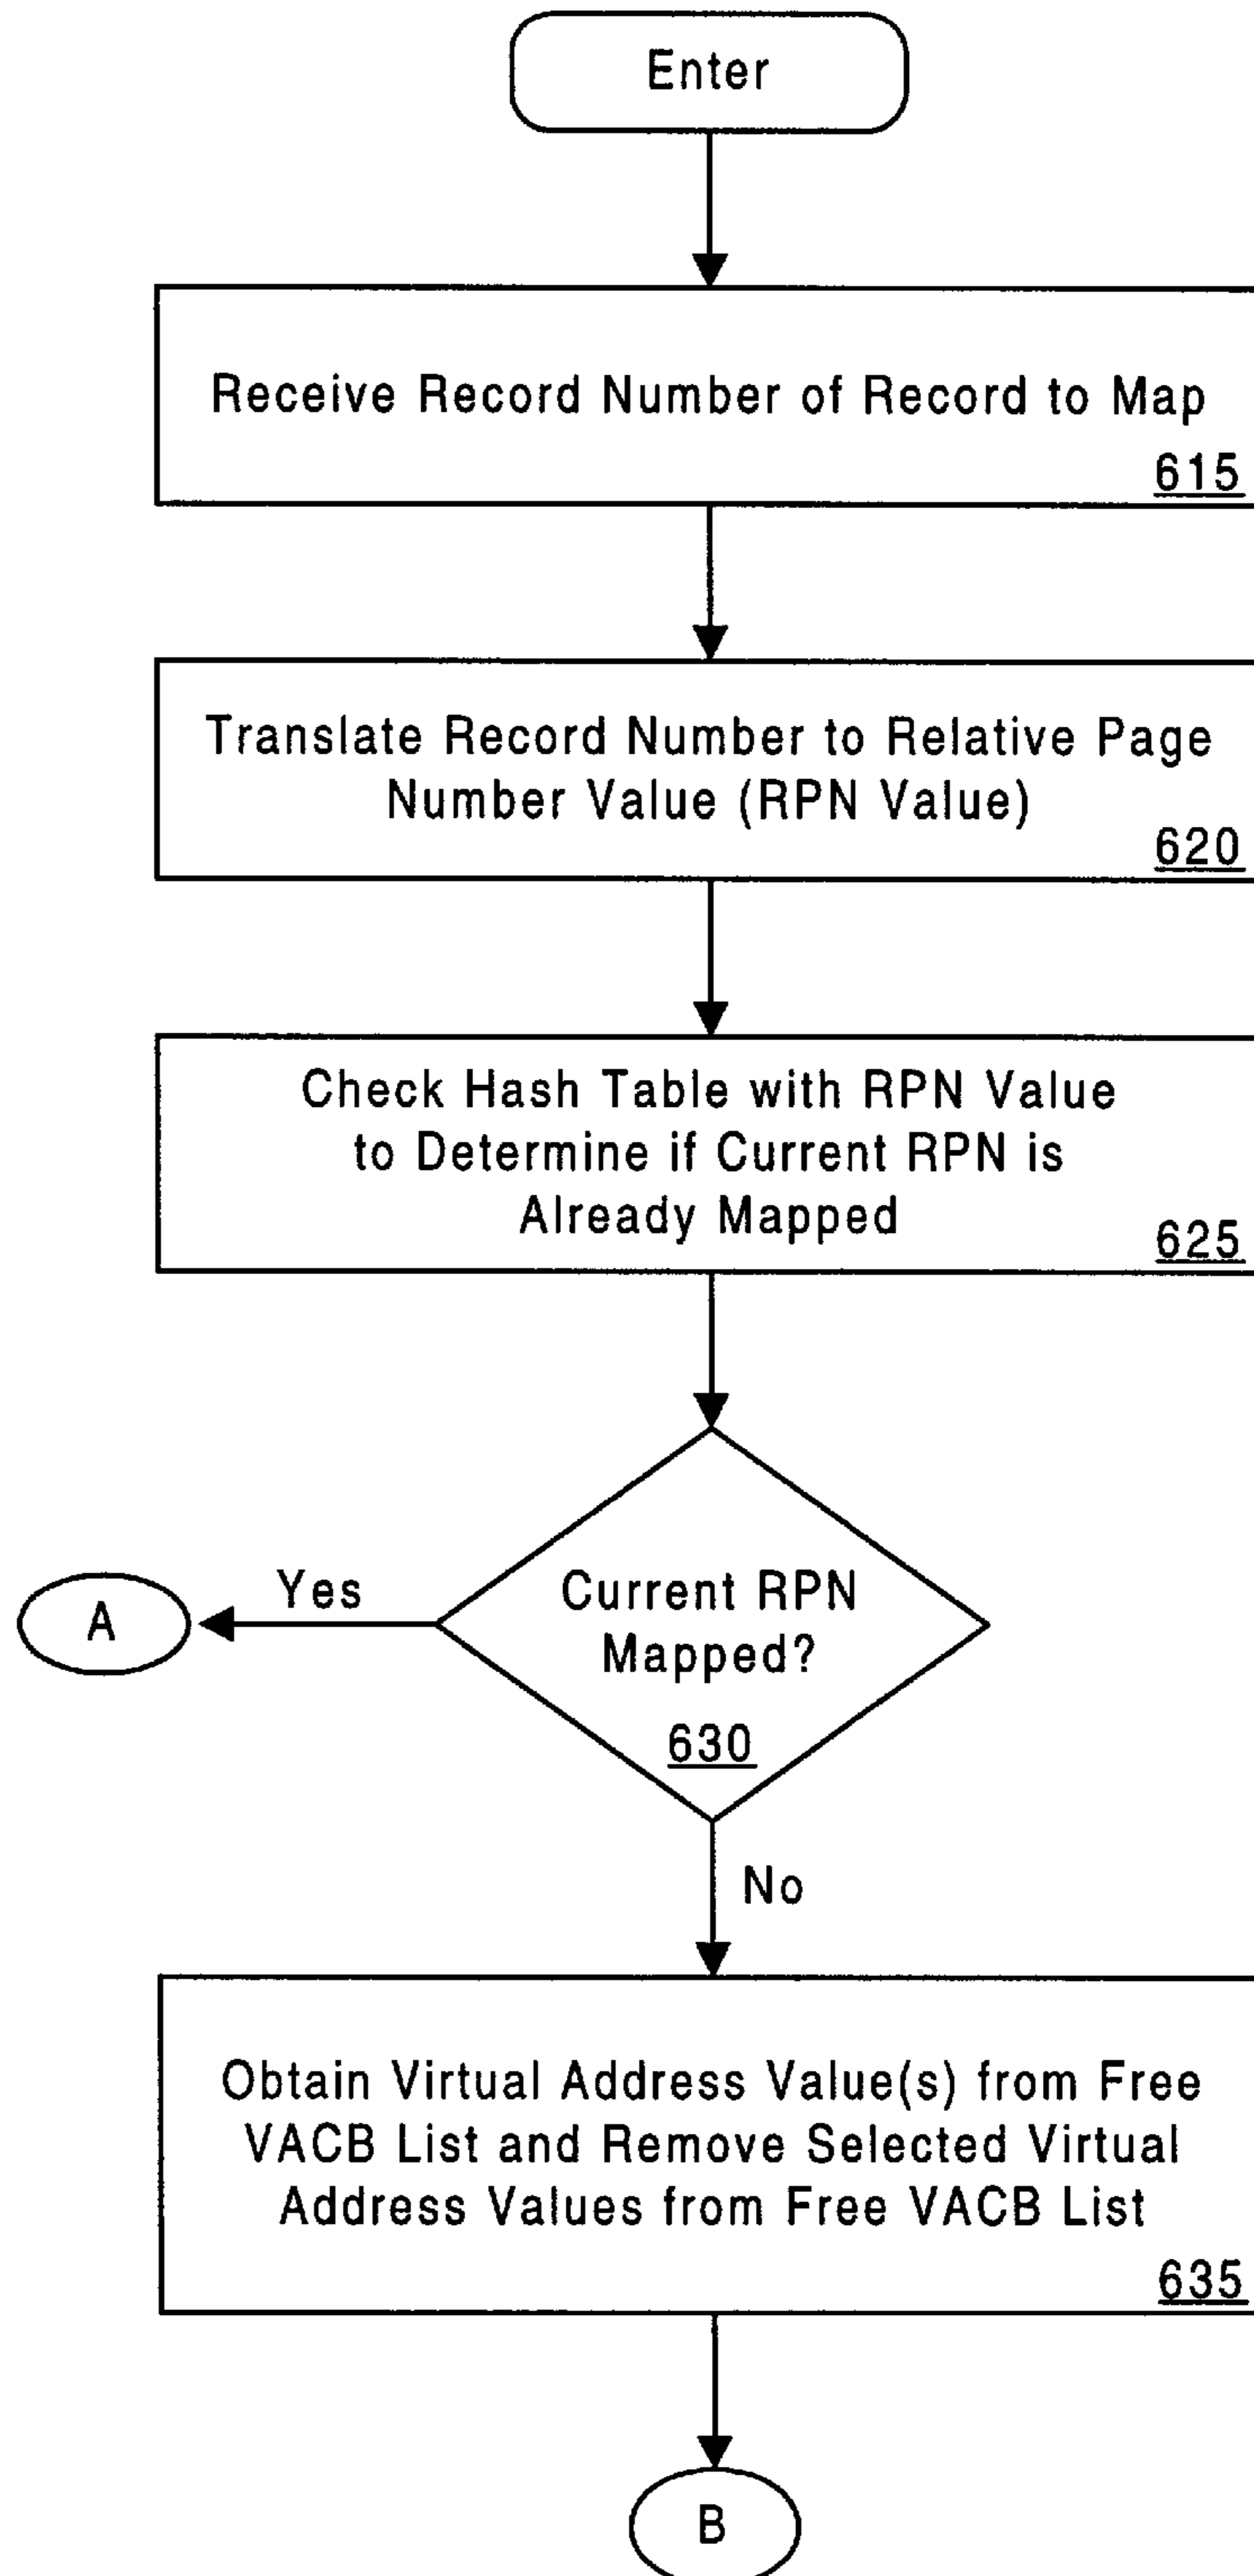 Enter
Receive Record Number of Record to Map
615
Translate Record Number to Relative Page
Number Value (RPN Value)
620
Check Hash Table with RPN Value
to Determine if Current RPN is
Already Mapped
625
Yes
A
Current RPN
Mapped?
630
No
Obtain Virtual Address Value(s) from Free
VACB List and Remove Selected Virtual
Address Values from Free VACB List
635
B